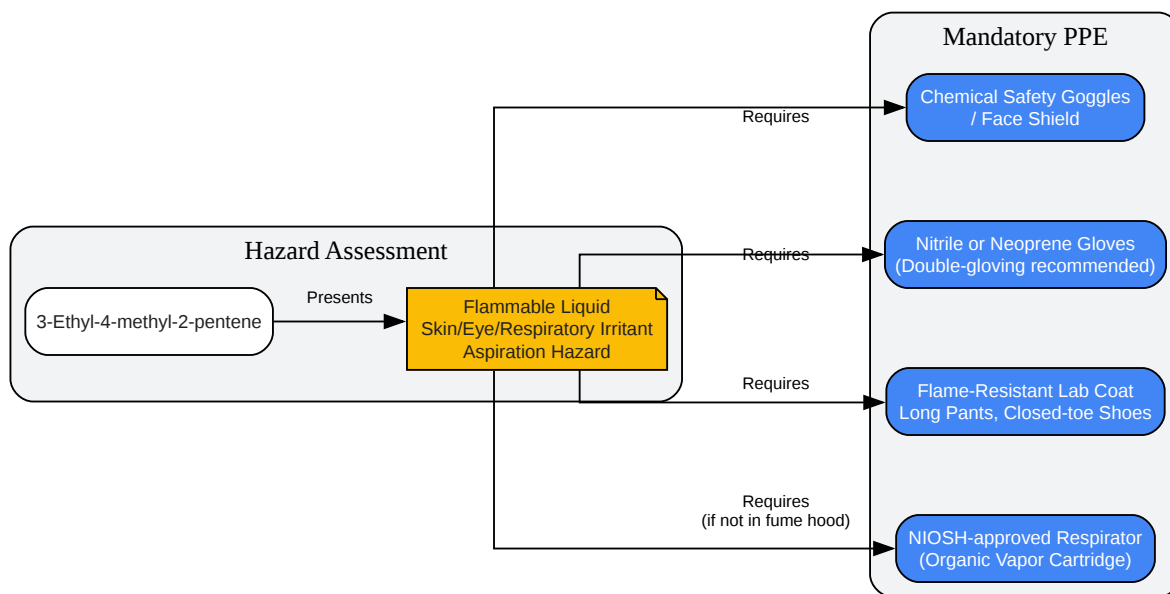 Mandatory PPE
Chemical Safety Goggles
/ Face Shield
Requires
Hazard Assessment
Nitrile or Neoprene Gloves
(Double-gloving recommended)
Requires
3-Ethyl-4-methyl-2-pentene
Presents
Flammable Liquid
Skin/Eye/Respiratory Irritant
Aspiration Hazard
Requires
Flame-Resistant Lab Coat
Long Pants, Closed-toe Shoes
Requires
(if not in fume hood)
NIOSH-approved Respirator
(Organic Vapor Cartridge)